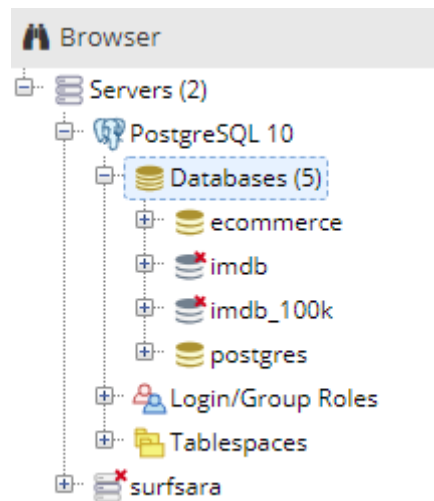 Browser
Servers (2)
PostgreSQL 10
Databases (5)
ecommerce
imdb
imdb_100k
postgres
Login/Group Roles
Tablespaces
surfsara